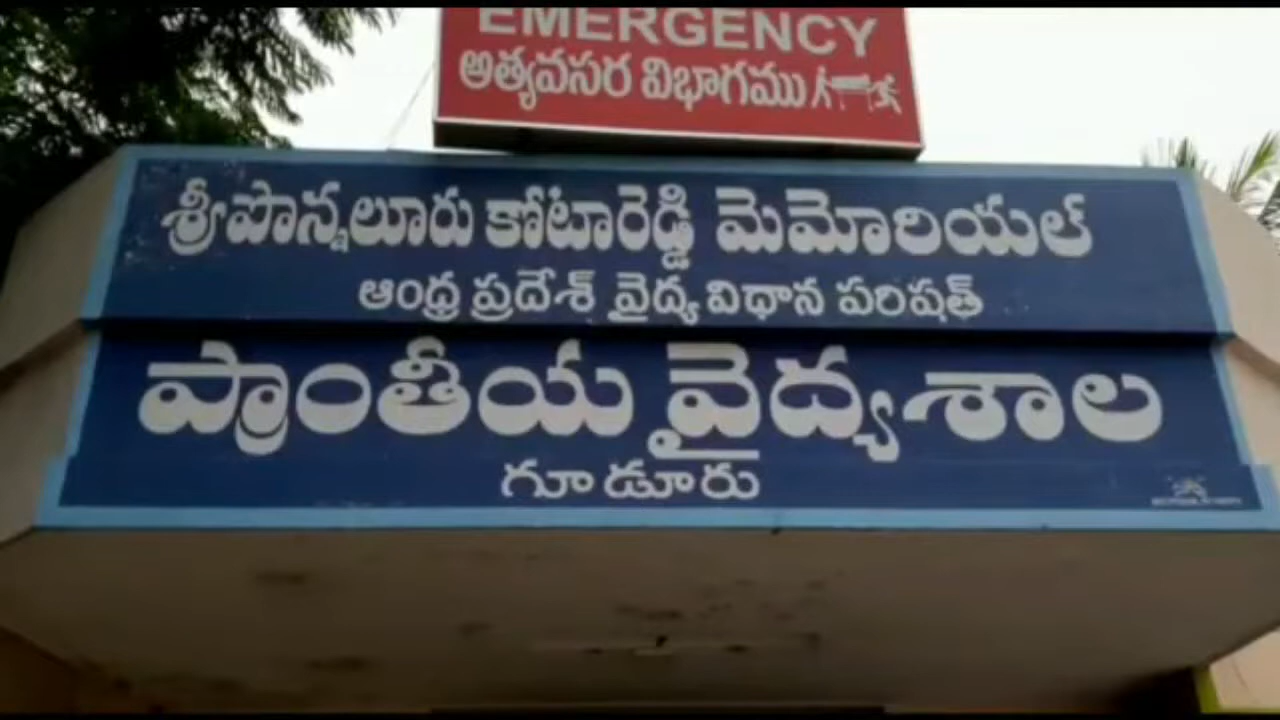 EMERGENCY
అత్యవసర విభాగము
శ్రీపొన్నలూరు కోటారెడ్డి మెమోరియల్
ఆంధ్ర ప్రదేశ్ వైద్య విధాన పరిషత్
ప్రాంతీయ వైద్యశాల
గూడూరు